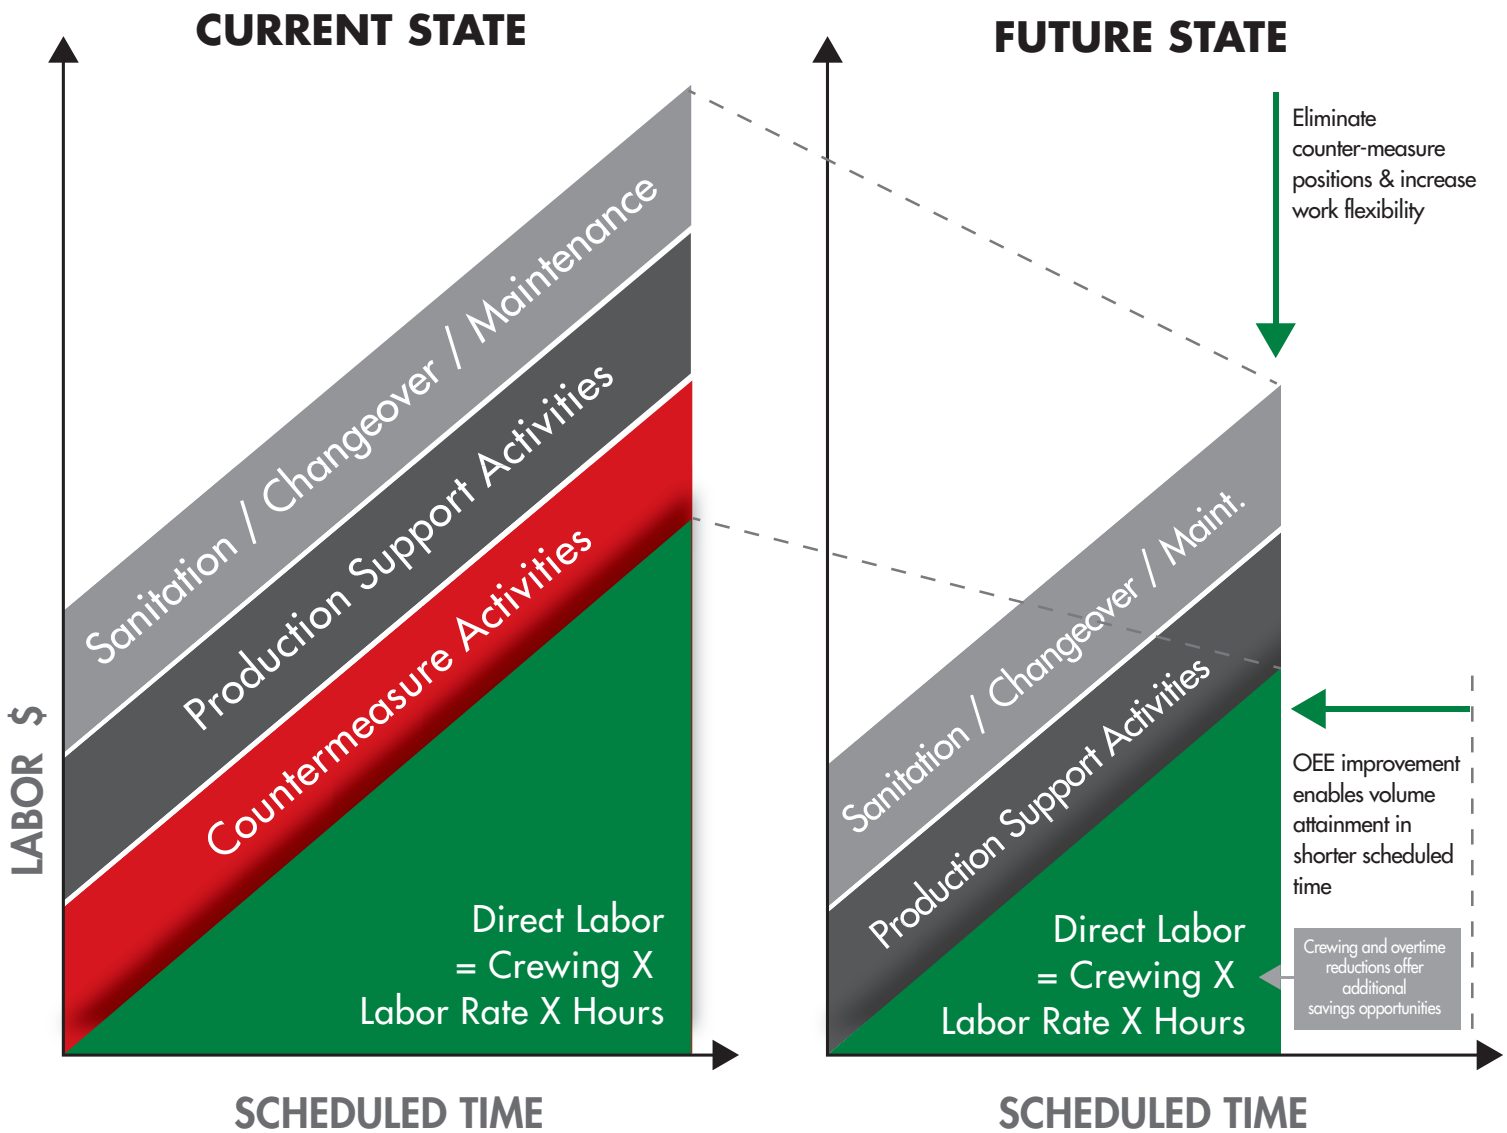 CURRENT STATE
LABOR $
Sanitation / Changeover / Maintenance
Production Support Activities
Countermeasure Activities
Direct Labor
= Crewing X
Labor Rate X Hours
SCHEDULED TIME
FUTURE STATE
Eliminate
counter-measure
positions & increase
work flexibility
Sanitation / Changeover / Maint.
Production Support Activities
Direct Labor
= Crewing X
Labor Rate X Hours
OEE improvement
enables volume
attainment in
shorter scheduled
time
Crewing and overtime
reductions offer
additional
savings opportunities
SCHEDULED TIME